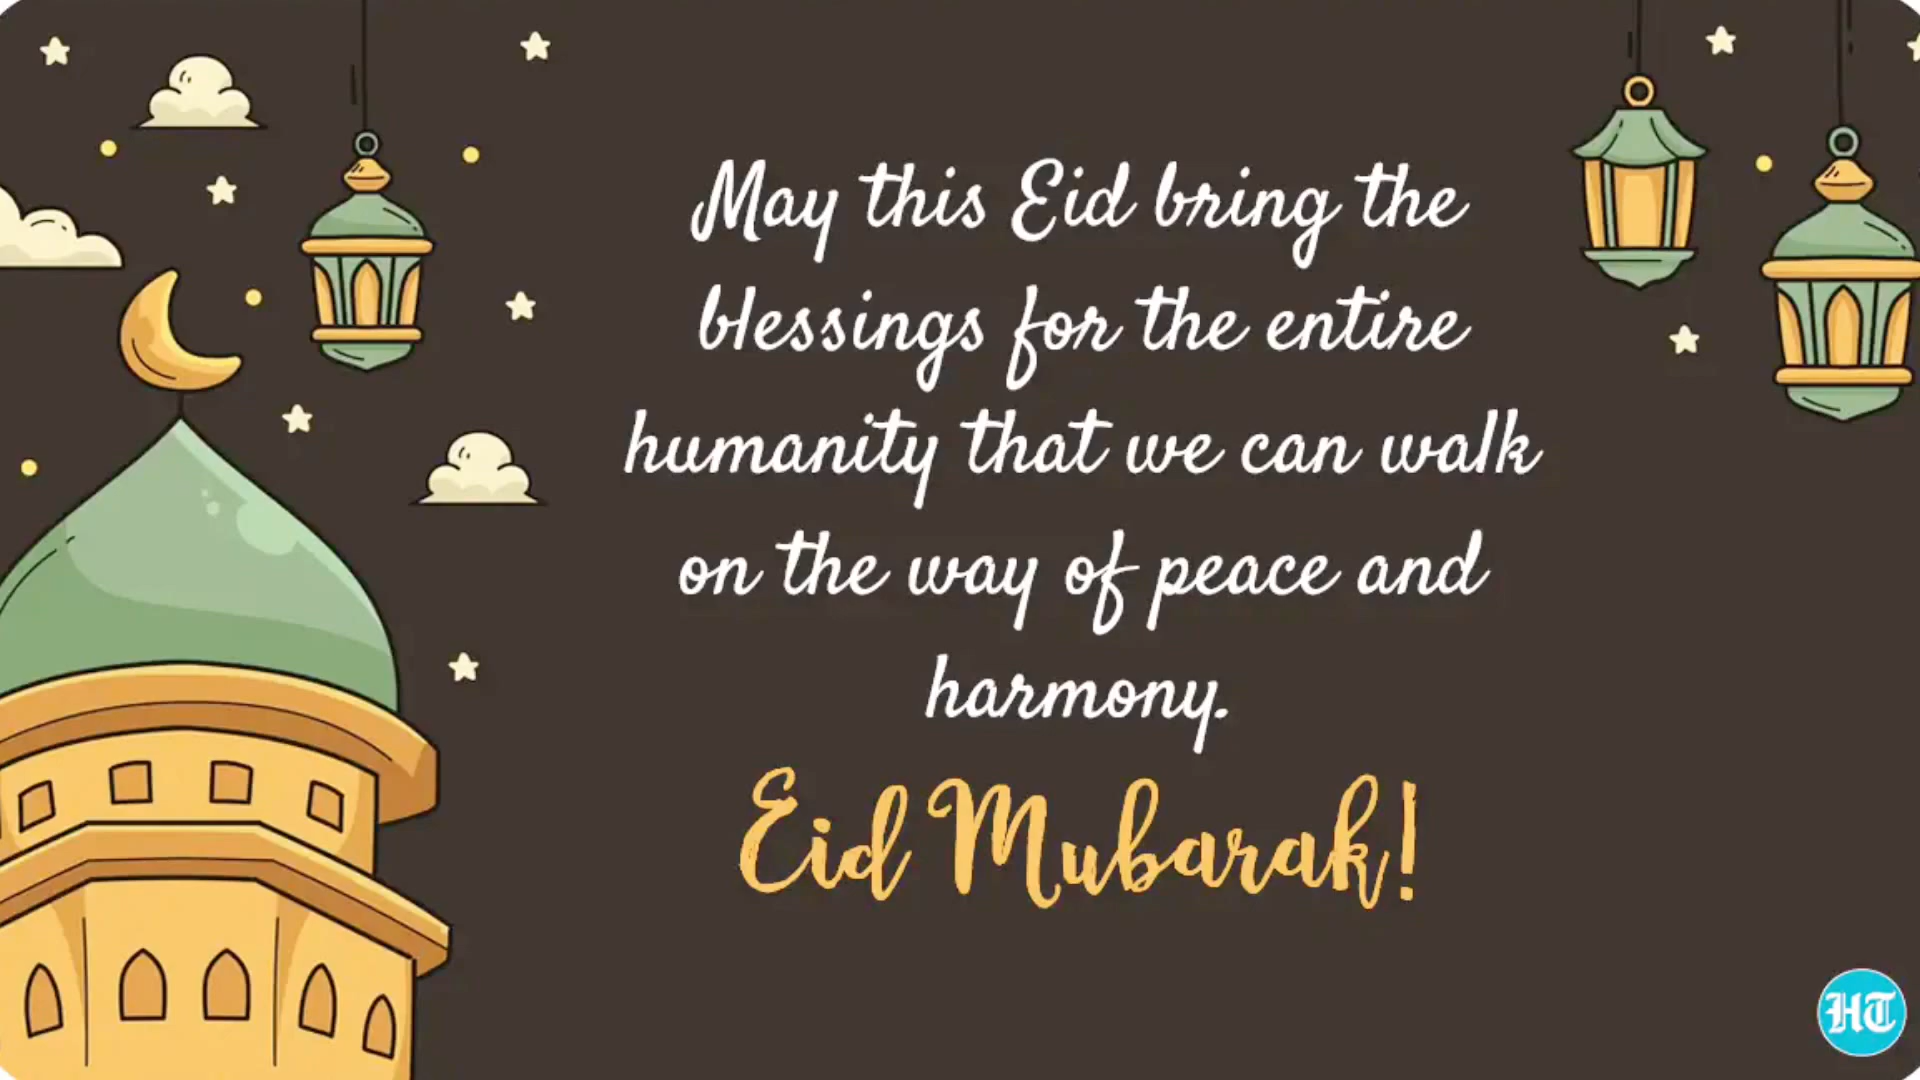 May this Eid bring the
blessings for the entire
humanity that we can walk
on the way of peace and
harmony.
Eid Mubarak!
HT